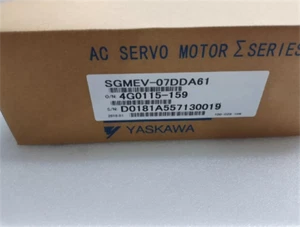 AC SERVO MOTOR Σ SERIES
SGMEV-07DDA61
O/N 4G0115-159
S/N D0181A557130019
YASKAWA